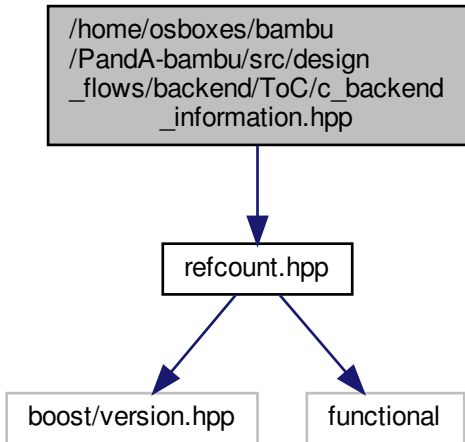 /home/osboxes/bambu
/PandA-bambu/src/design
_flows/backend/ToC/c_backend
_information.hpp
refcount.hpp
boost/version.hpp
functional